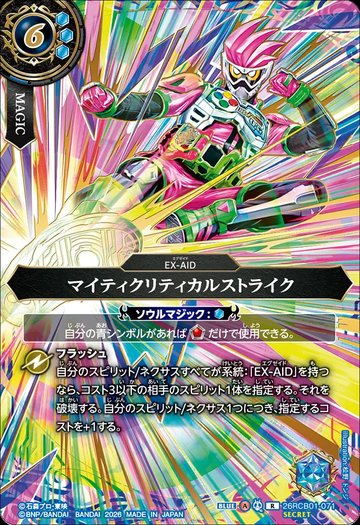 6
MAGIC
エグゼイド
EX-AID
マイティクリティカルストライク
ソウルマジック:
自分の青シンボルがあればだけで使用できる。
フラッシュ
自分のスピリット/ネクサスすべてが系統:「EX-AID」を持つ
なら、コスト3以下の相手のスピリット1体を指定する。それを
破壊する。自分のスピリット/ネクサス1つにつき、指定するコ
ストを+1する。
©石森プロ・東映
©BNP/BANDAI BANDAI 2026 MADE IN JAPAN
BLUE A R 26RCB01-071
SECRET